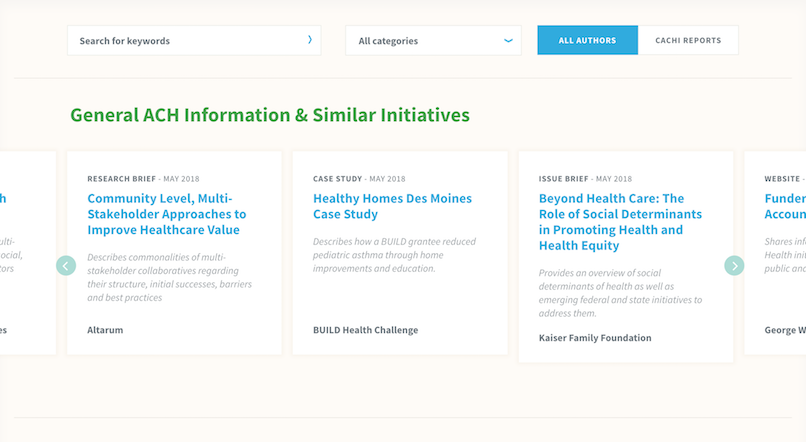 Search for keywords
All categories
ALL AUTHORS
CACHI REPORTS
General ACH Information & Similar Initiatives
RESEARCH BRIEF - MAY 2018
Community Level, Multi-
Stakeholder Approaches to
Improve Healthcare Value
Describes commonalities of multi-
stakeholder collaboratives regarding
their structure, initial successes, barriers
and best practices
Altarum
CASE STUDY - MAY 2018
Healthy Homes Des Moines
Case Study
Describes how a BUILD grantee reduced
pediatric asthma through home
improvements and education.
BUILD Health Challenge
ISSUE BRIEF - MAY 2018
Beyond Health Care: The
Role of Social Determinants
in Promoting Health and
Health Equity
Provides an overview of social
determinants of health as well as
emerging federal and state initiatives to
address them.
Kaiser Family Foundation
WEBSITE -
Funder
Accoun
Shares inf
Health init
public and
George W